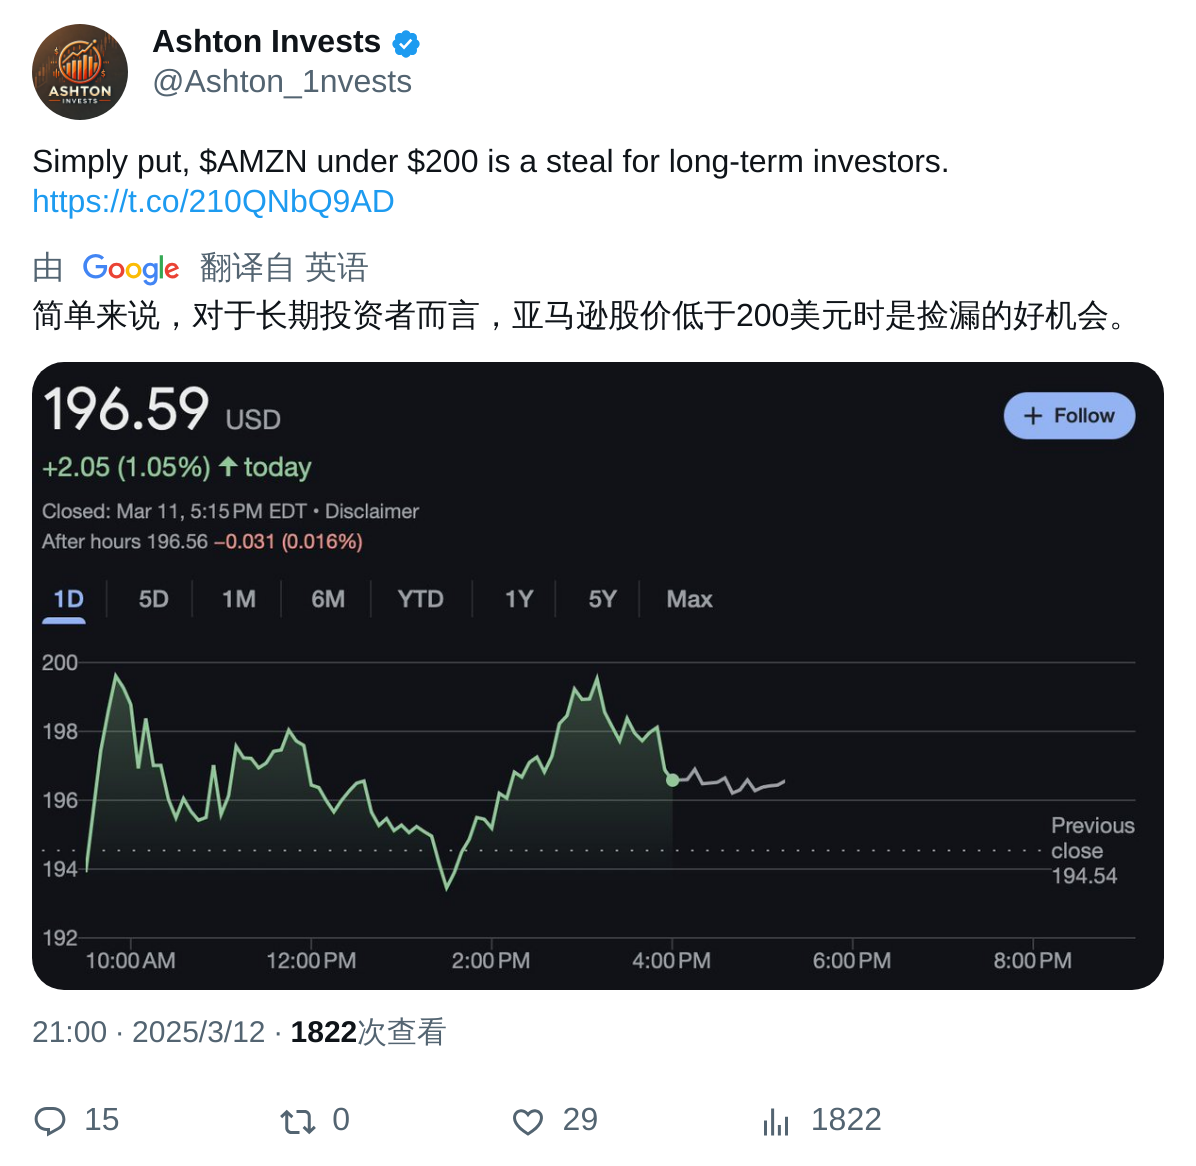 ASHTON
INVESTS
Ashton Invests
@Ashton_1nvests
Simply put, $AMZN under $200 is a steal for long-term investors.
https://t.co/210QNbQ9AD
由 Google 翻译自 英语
简单来说，对于长期投资者而言，亚马逊股价低于200美元时是捡漏的好机会。
196.59 USD
+ Follow
+2.05 (1.05%) ↑ today
Closed: Mar 11, 5:15 PM EDT • Disclaimer
After hours 196.56 −0.031 (0.016%)
1D 5D 1M 6M YTD 1Y 5Y Max
200
198
196
194
192
Previous
close
194.54
10:00 AM 12:00 PM 2:00 PM 4:00 PM 6:00 PM 8:00 PM
21:00 · 2025/3/12 · 1822次查看
15 0 29 1822